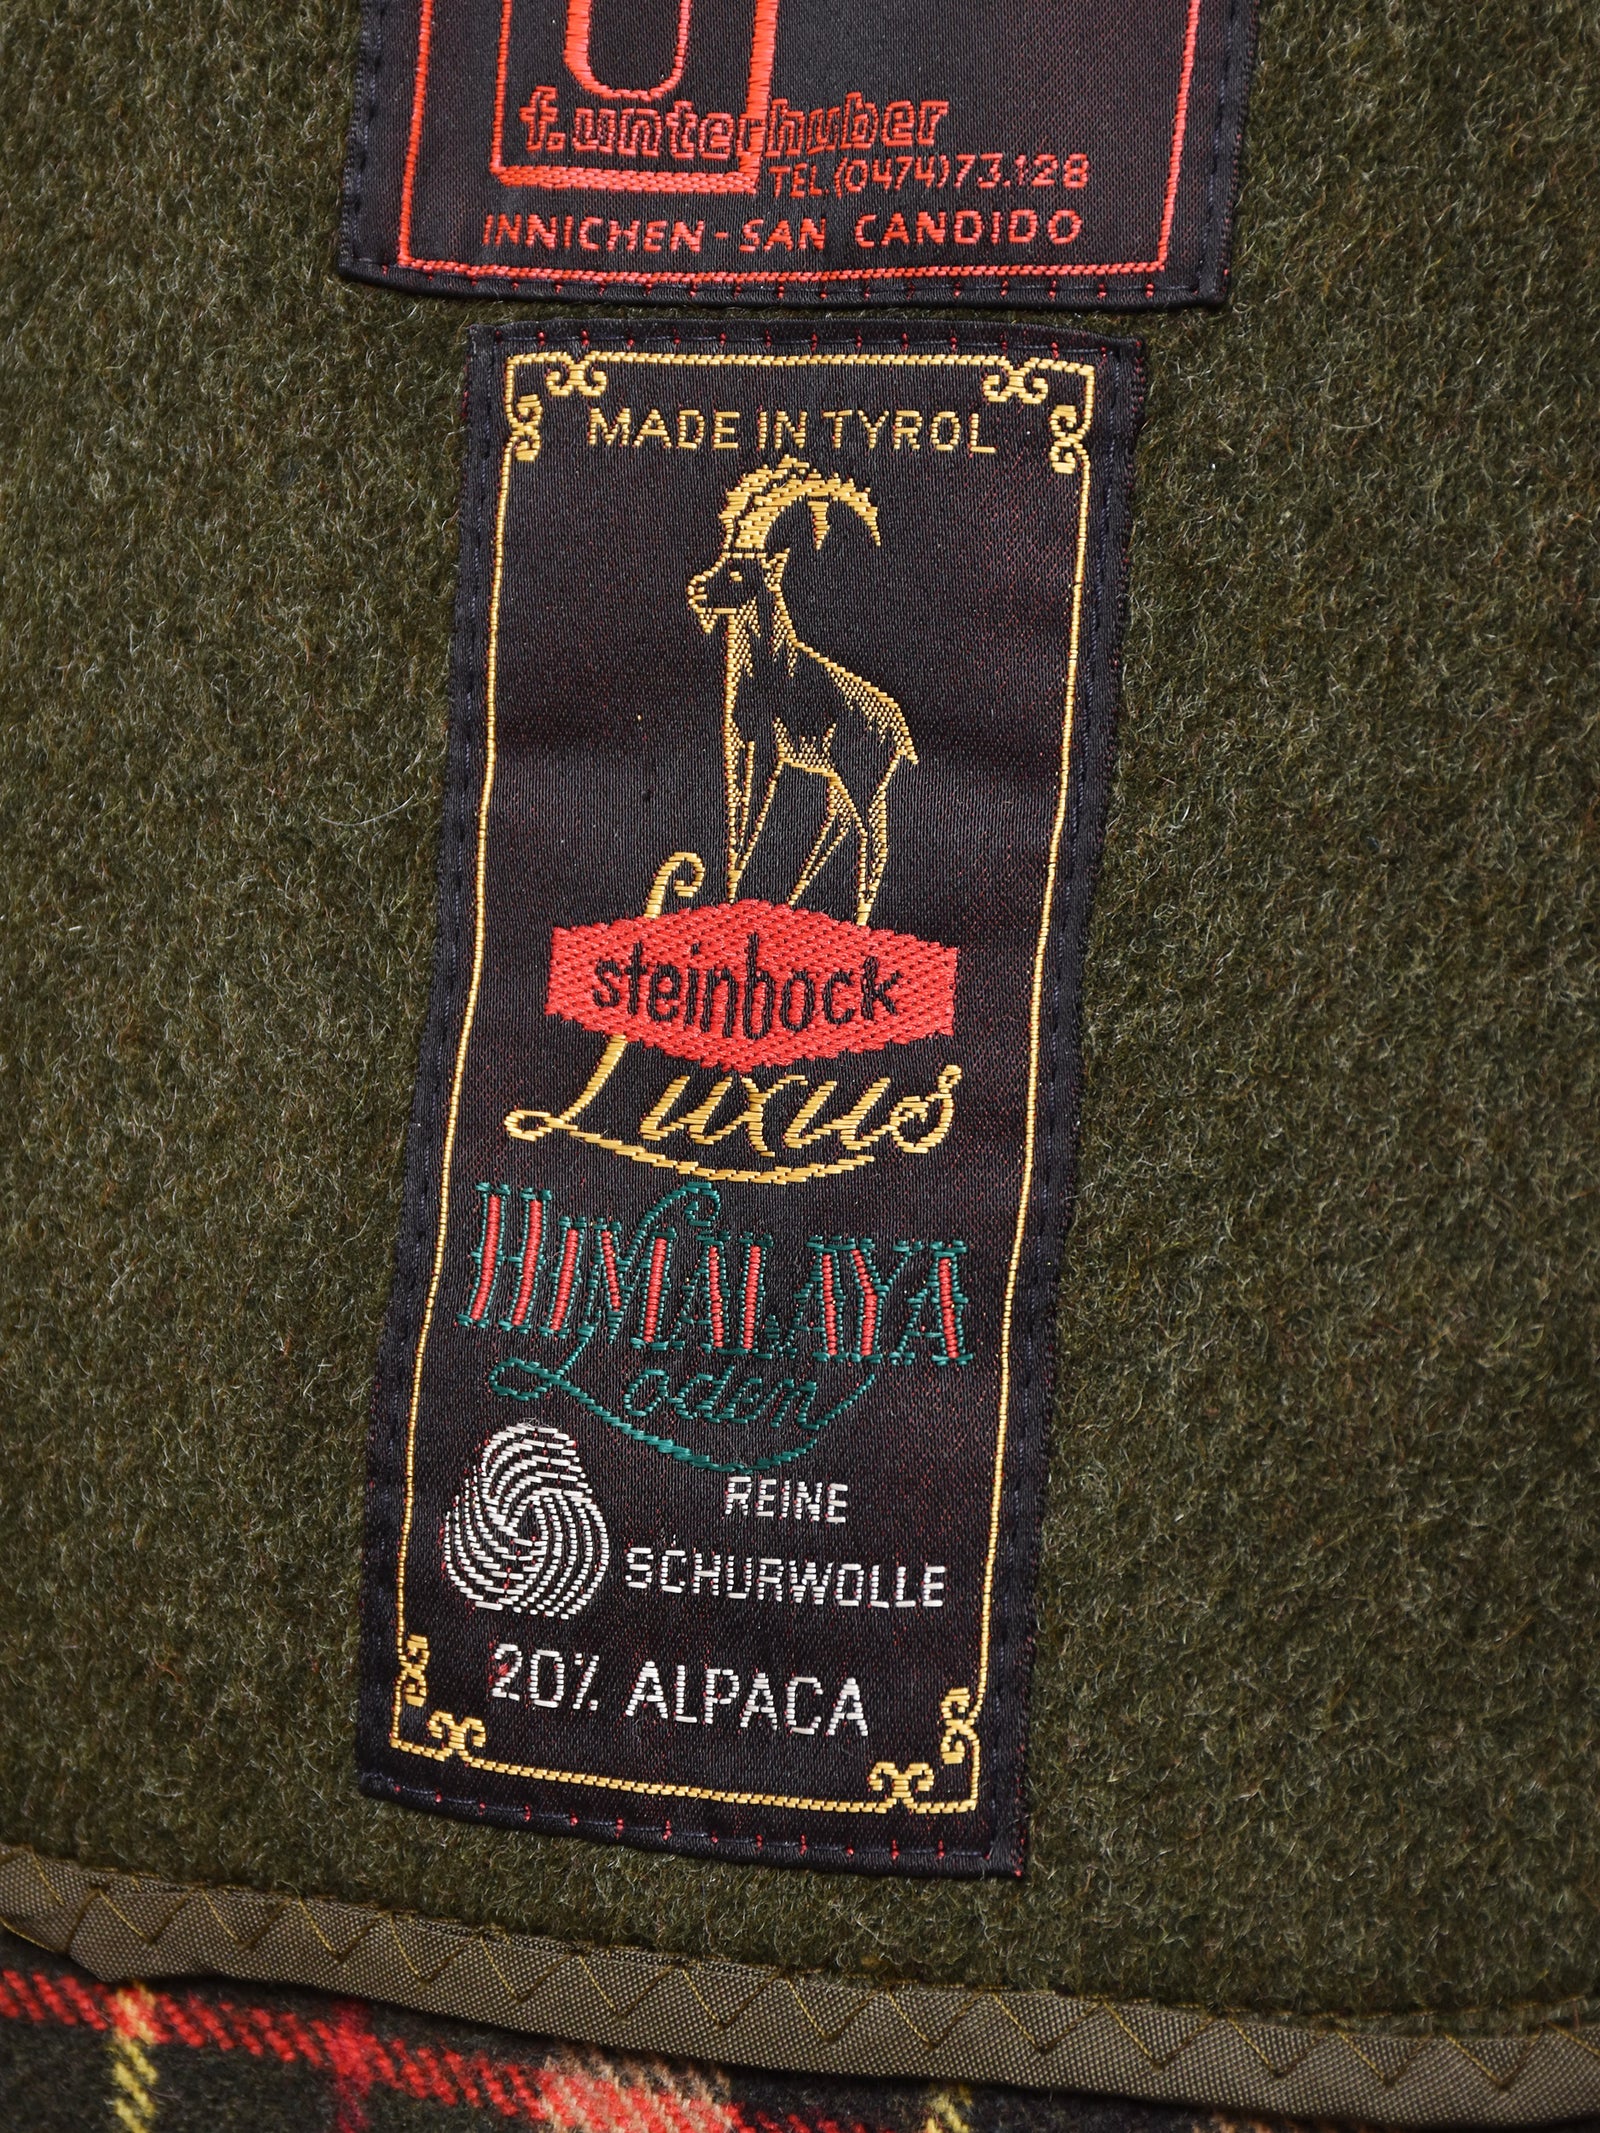 f.unterhuber
TEL.(0474)73.128
INNICHEN-SAN CANDIDO
MADE IN TYROL
steinbock
Luxus
HIMALAYA
Loden
REINE
SCHURWOLLE
20% ALPACA